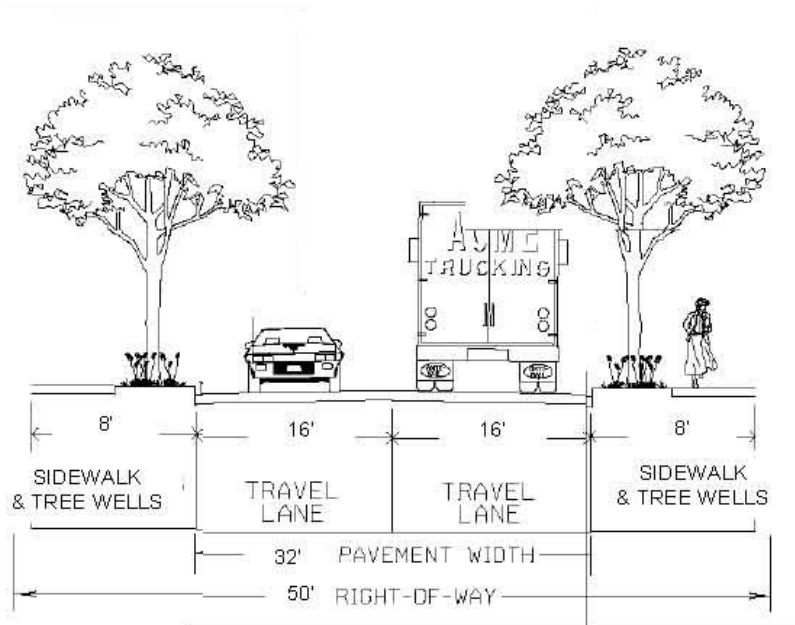 ACME
TRUCKING
8'
16'
16'
8'
SIDEWALK
& TREE WELLS
TRAVEL
LANE
TRAVEL
LANE
SIDEWALK
& TREE WELLS
32' PAVEMENT WIDTH
50' RIGHT-OF-WAY